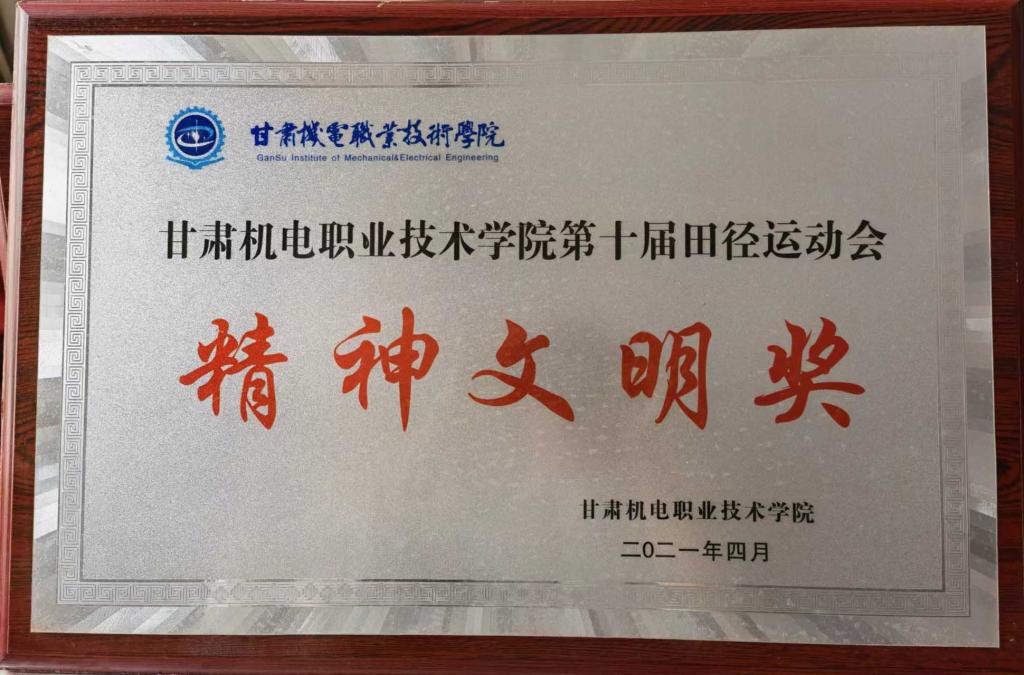 甘肅機電職業技術學院
GanSu Institute of Mechanical&Electrical Engineering
甘肃机电职业技术学院第十届田径运动会
精神文明奖
甘肃机电职业技术学院
二〇二一年四月